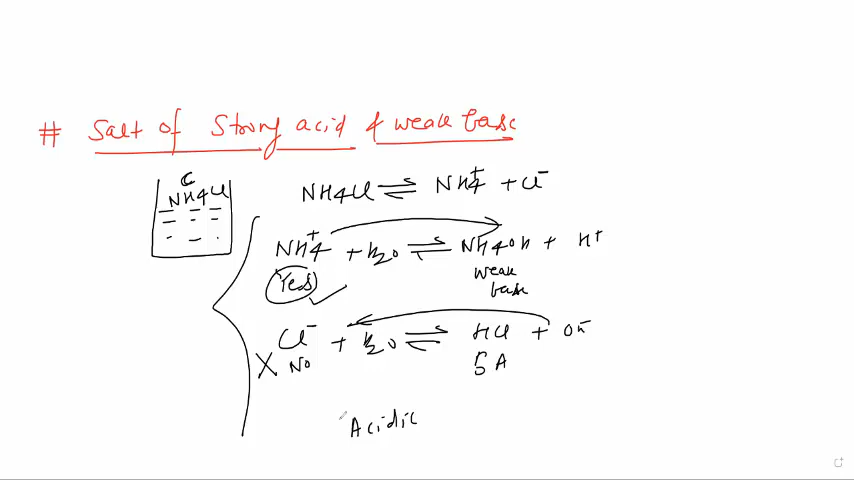 # Salt of Strong acid & weak base
C
NH4Cl
NH4Cl ⇌ NH4+ + Cl-
NH4+ + H2O ⇌ NH4OH + H+
Yes ✓
weak
base
Cl- + H2O ⇌ HCl + OH-
X No
SA
Acidic